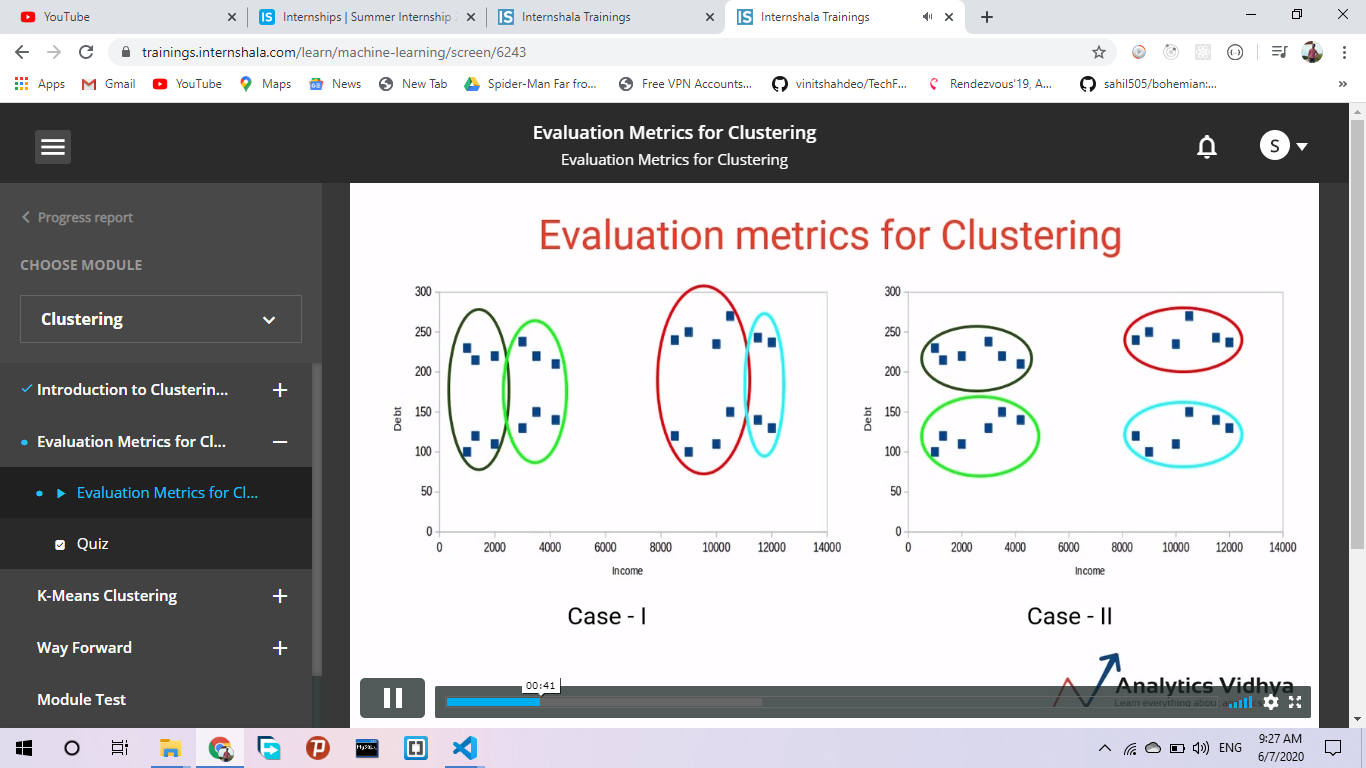 YouTube
Internships | Summer Internship
Internshala Trainings
Internshala Trainings
trainings.internshala.com/learn/machine-learning/screen/6243
Apps
Gmail
YouTube
Maps
News
New Tab
Spider-Man Far fro...
Free VPN Accounts...
vinitshahdeo/TechF...
Rendezvous'19, A...
sahil505/bohemian:...
»
Evaluation Metrics for Clustering
Evaluation Metrics for Clustering
S
Progress report
CHOOSE MODULE
Clustering
Introduction to Clusterin...
Evaluation Metrics for Cl...
Evaluation Metrics for Cl...
Quiz
K-Means Clustering
Way Forward
Module Test
Evaluation metrics for Clustering
300
250
200
150
100
50
0
Debt
0 2000 4000 6000 8000 10000 12000 14000
Income
Case - I
300
250
200
150
100
50
0
Debt
0 2000 4000 6000 8000 10000 12000 14000
Income
Case - II
00:41
Analytics Vidhya
Learn everything about
MySQL
ENG
9:27 AM
6/7/2020